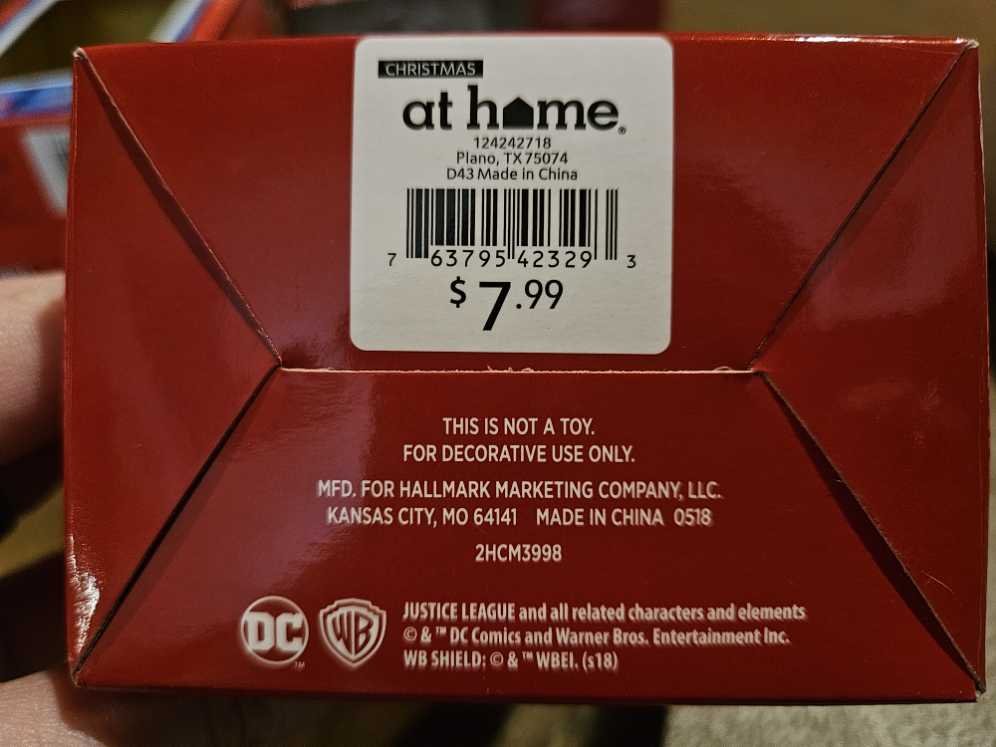 CHRISTMAS
at home®
124242718
Plano, TX 75074
D43 Made in China
7 63795 42329 3
$7.99
THIS IS NOT A TOY.
FOR DECORATIVE USE ONLY.
MFD. FOR HALLMARK MARKETING COMPANY, LLC.
KANSAS CITY, MO 64141 MADE IN CHINA 0518
2HCM3998
DC™
WB
JUSTICE LEAGUE and all related characters and elements
© & ™ DC Comics and Warner Bros. Entertainment Inc.
WB SHIELD: © & ™ WBEI. (s18)